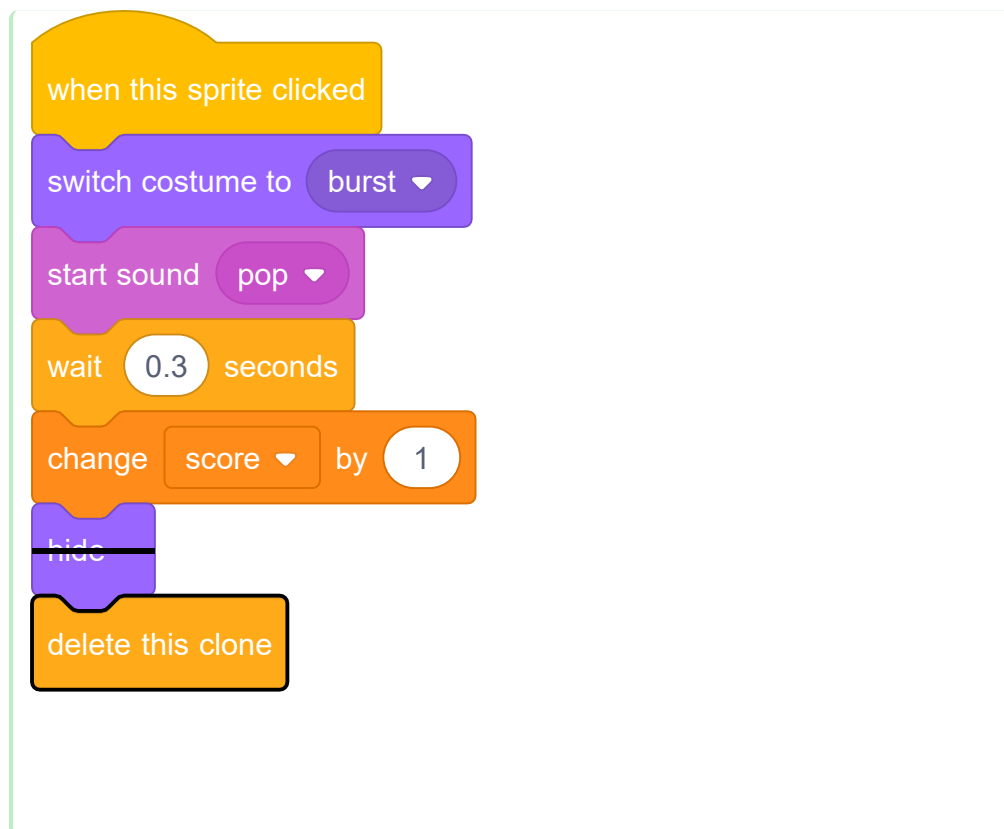 when this sprite clicked
switch costume to burst
start sound pop
wait 0.3 seconds
change score by 1
hide
delete this clone